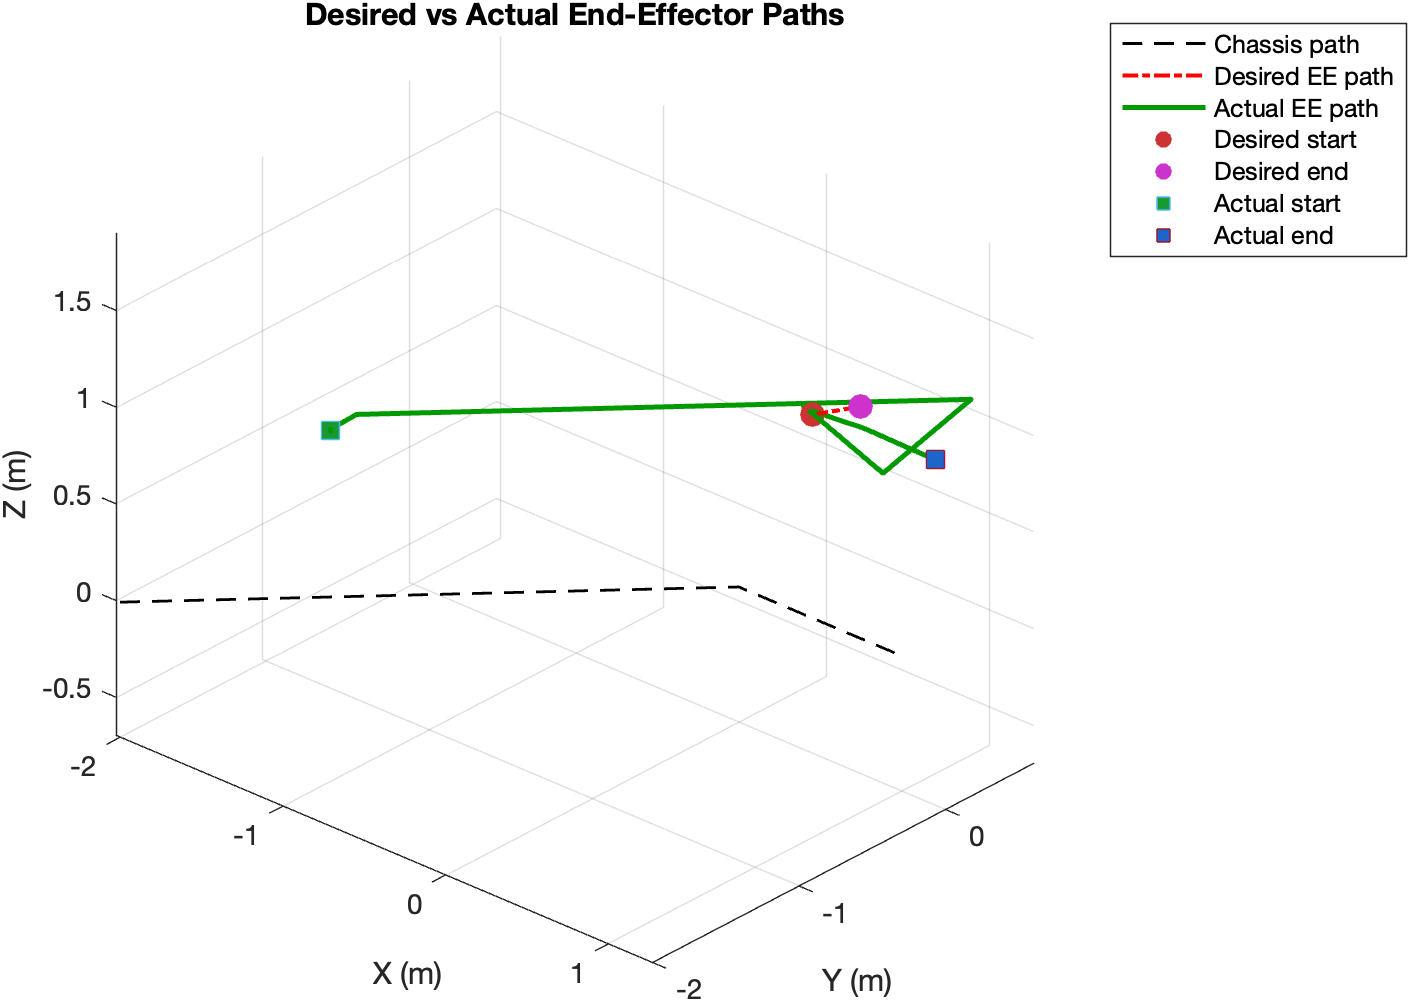 Desired vs Actual End-Effector Paths
Chassis path
Desired EE path
Actual EE path
Desired start
Desired end
Actual start
Actual end
1.5
1
0.5
0
-0.5
Z (m)
-2
-1
0
1
X (m)
-2
-1
0
Y (m)